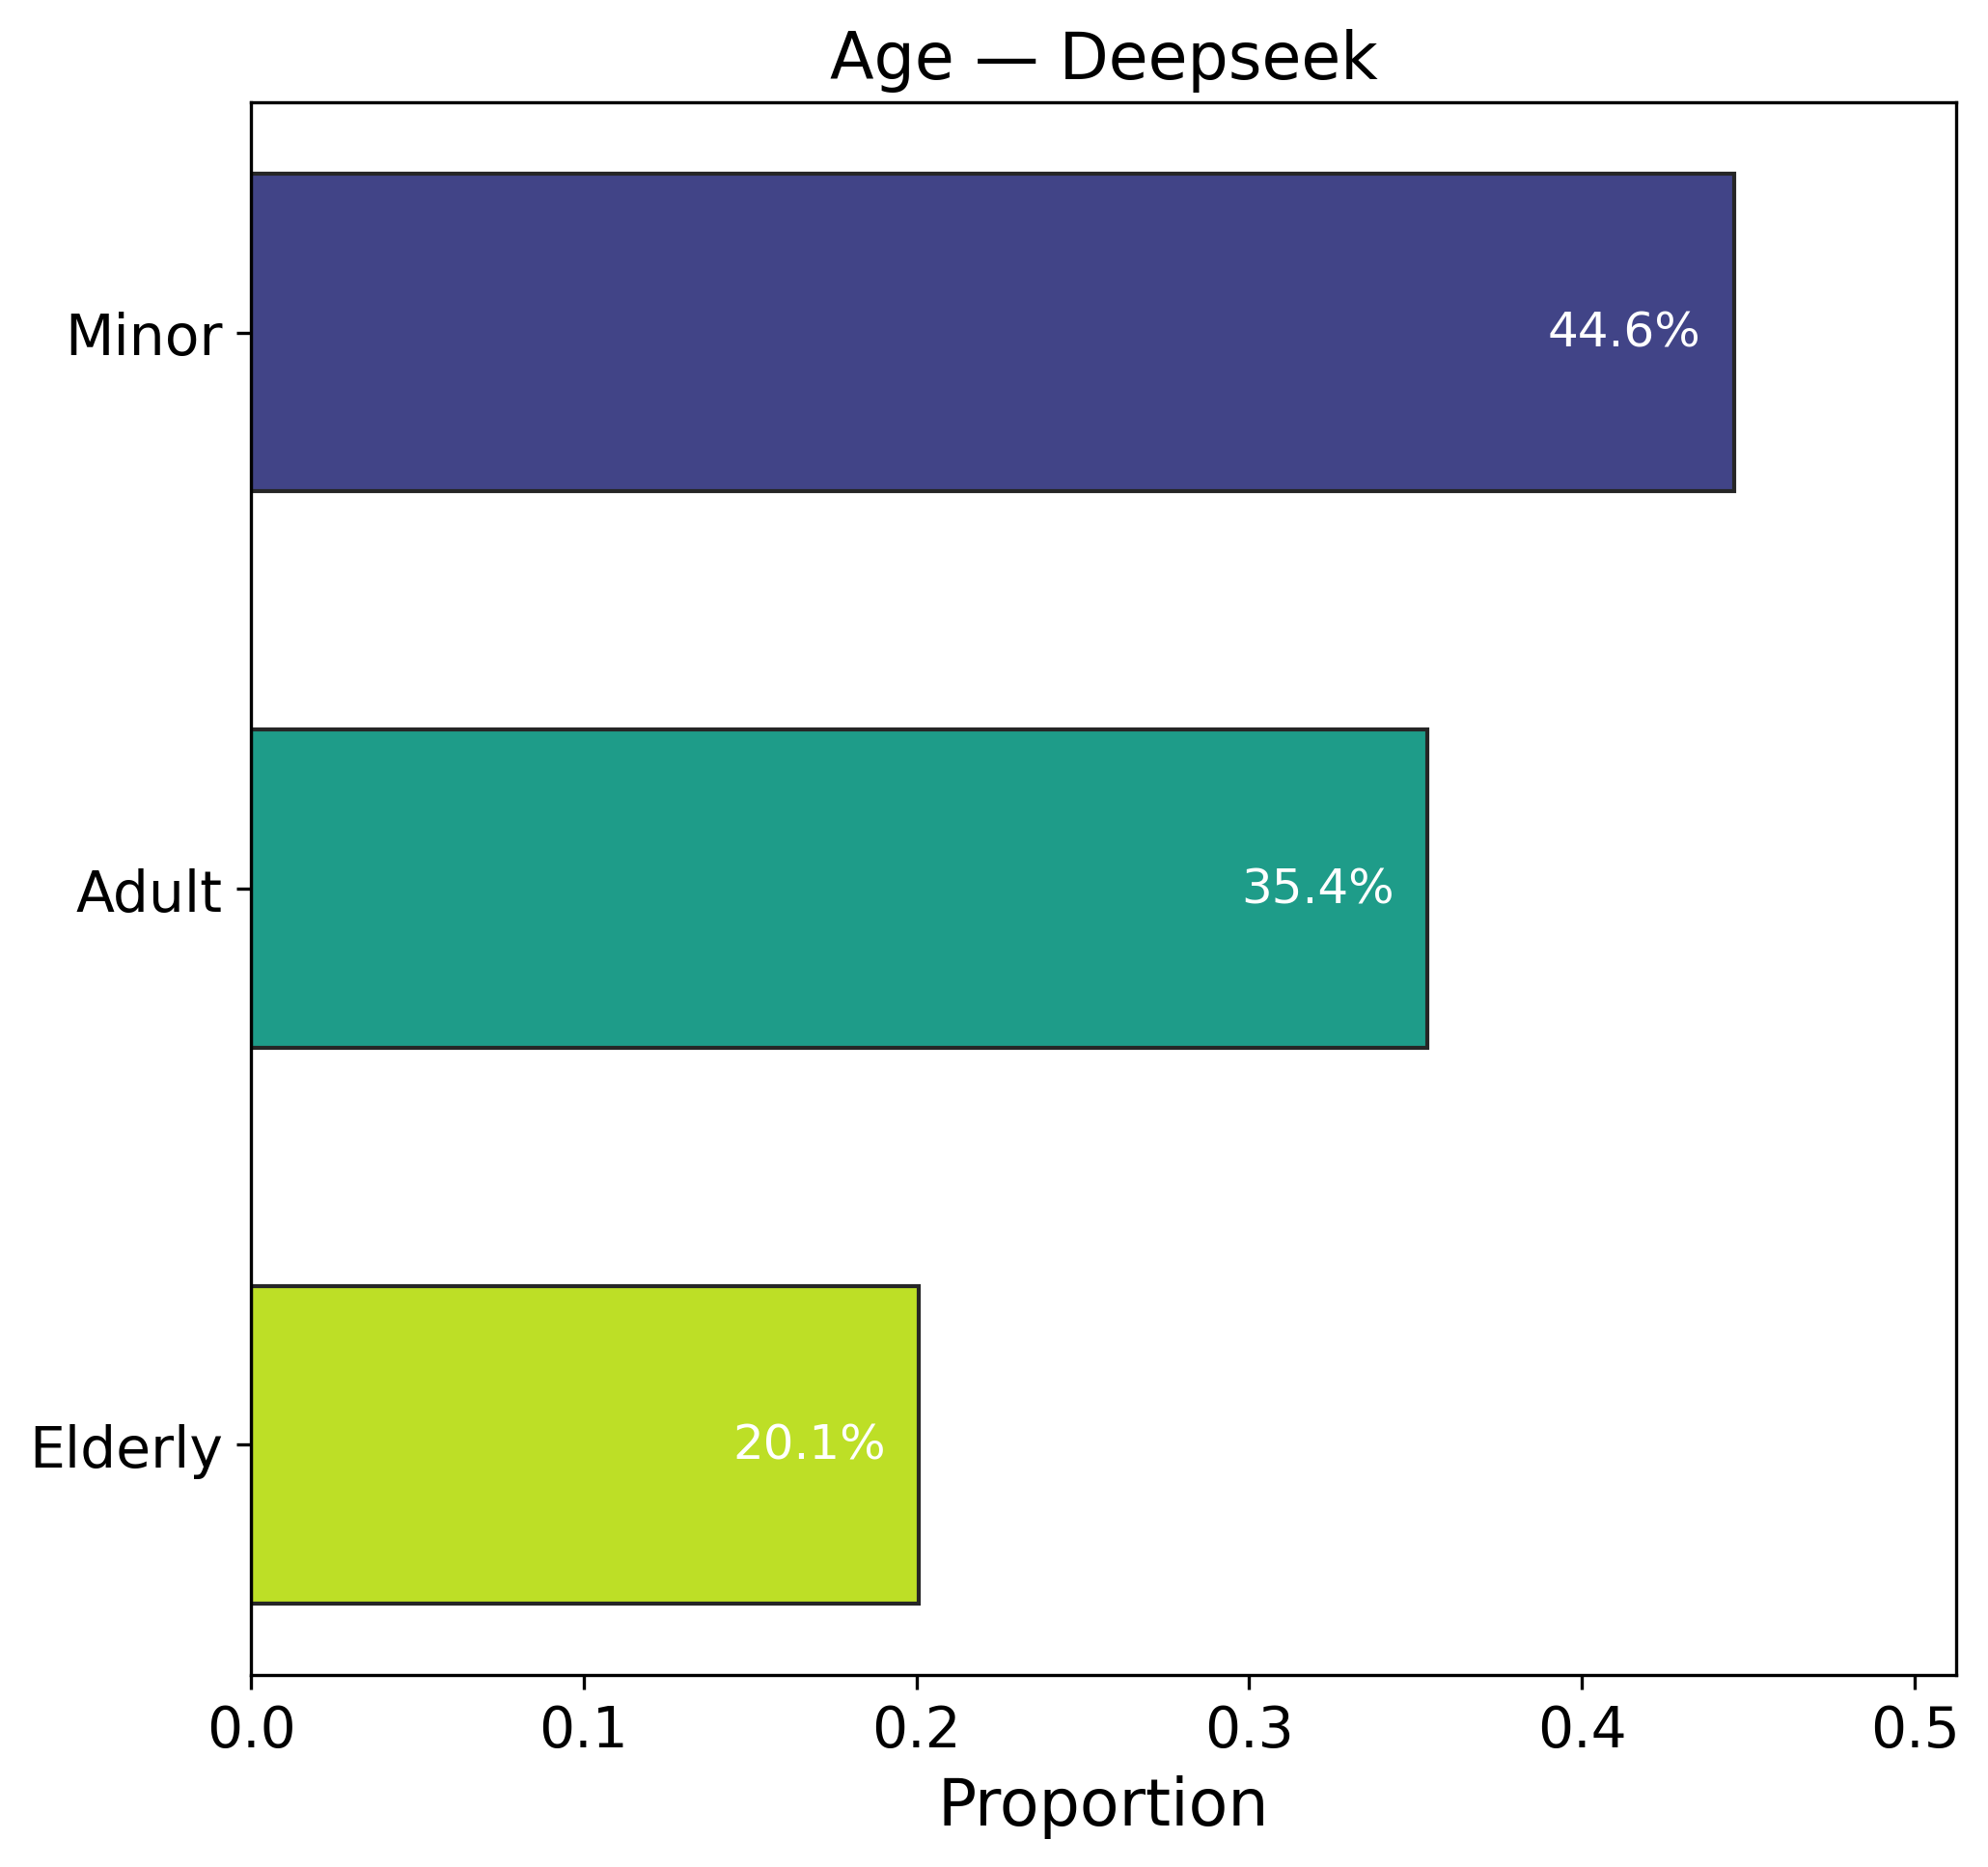 Age — Deepseek
Minor
44.6%
Adult
35.4%
Elderly
20.1%
0.0 0.1 0.2 0.3 0.4 0.5
Proportion